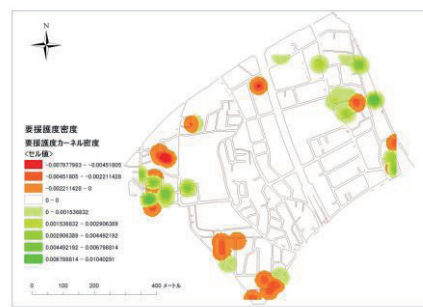 N
要援護度密度
要援護度カーネル密度
<セル値>
-0.007977983 - -0.00451805
-0.00451805 - -0.002211428
-0.002211428 - 0
0 - 0
0 - 0.001536832
0.001536832 - 0.002906389
0.002906389 - 0.004492192
0.004492192 - 0.006798814
0.006798814 - 0.01040291
0 100 200 400 メートル